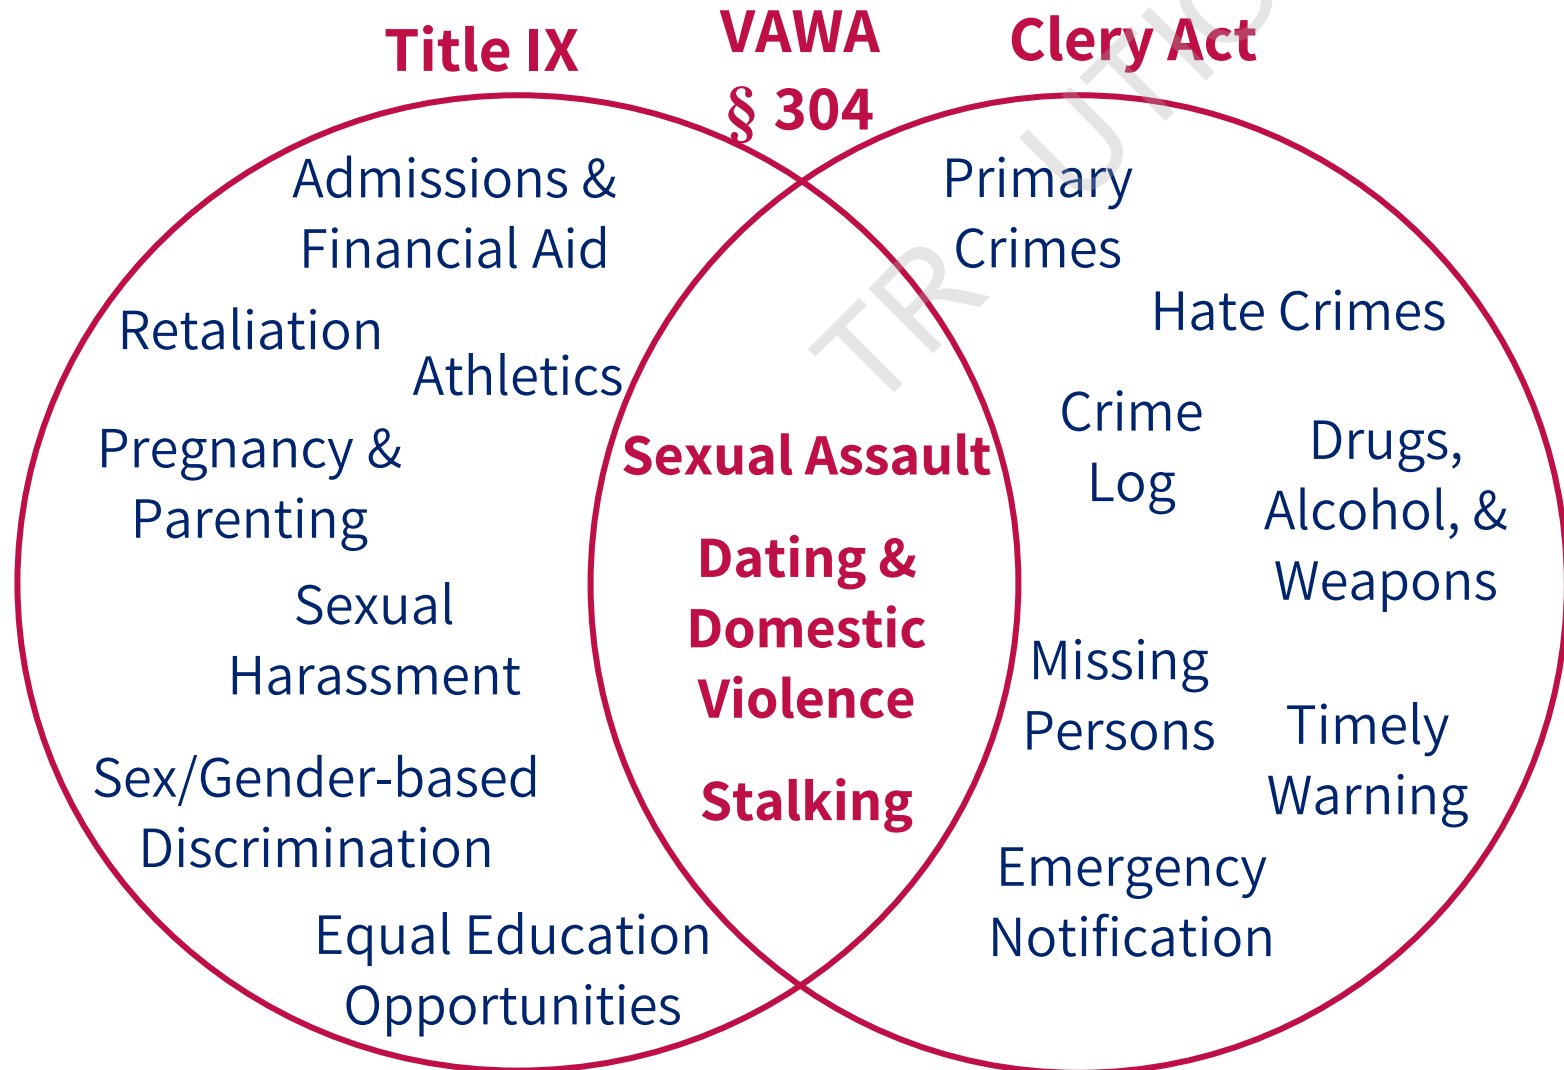 Title IX
VAWA
§ 304
Clery Act
Admissions &
Financial Aid
Retaliation
Athletics
Pregnancy &
Parenting
Sexual
Harassment
Sex/Gender-based
Discrimination
Equal Education
Opportunities
Sexual Assault
Dating &
Domestic
Violence
Stalking
Primary
Crimes
Hate Crimes
Crime
Log
Drugs,
Alcohol, &
Weapons
Missing
Persons
Timely
Warning
Emergency
Notification